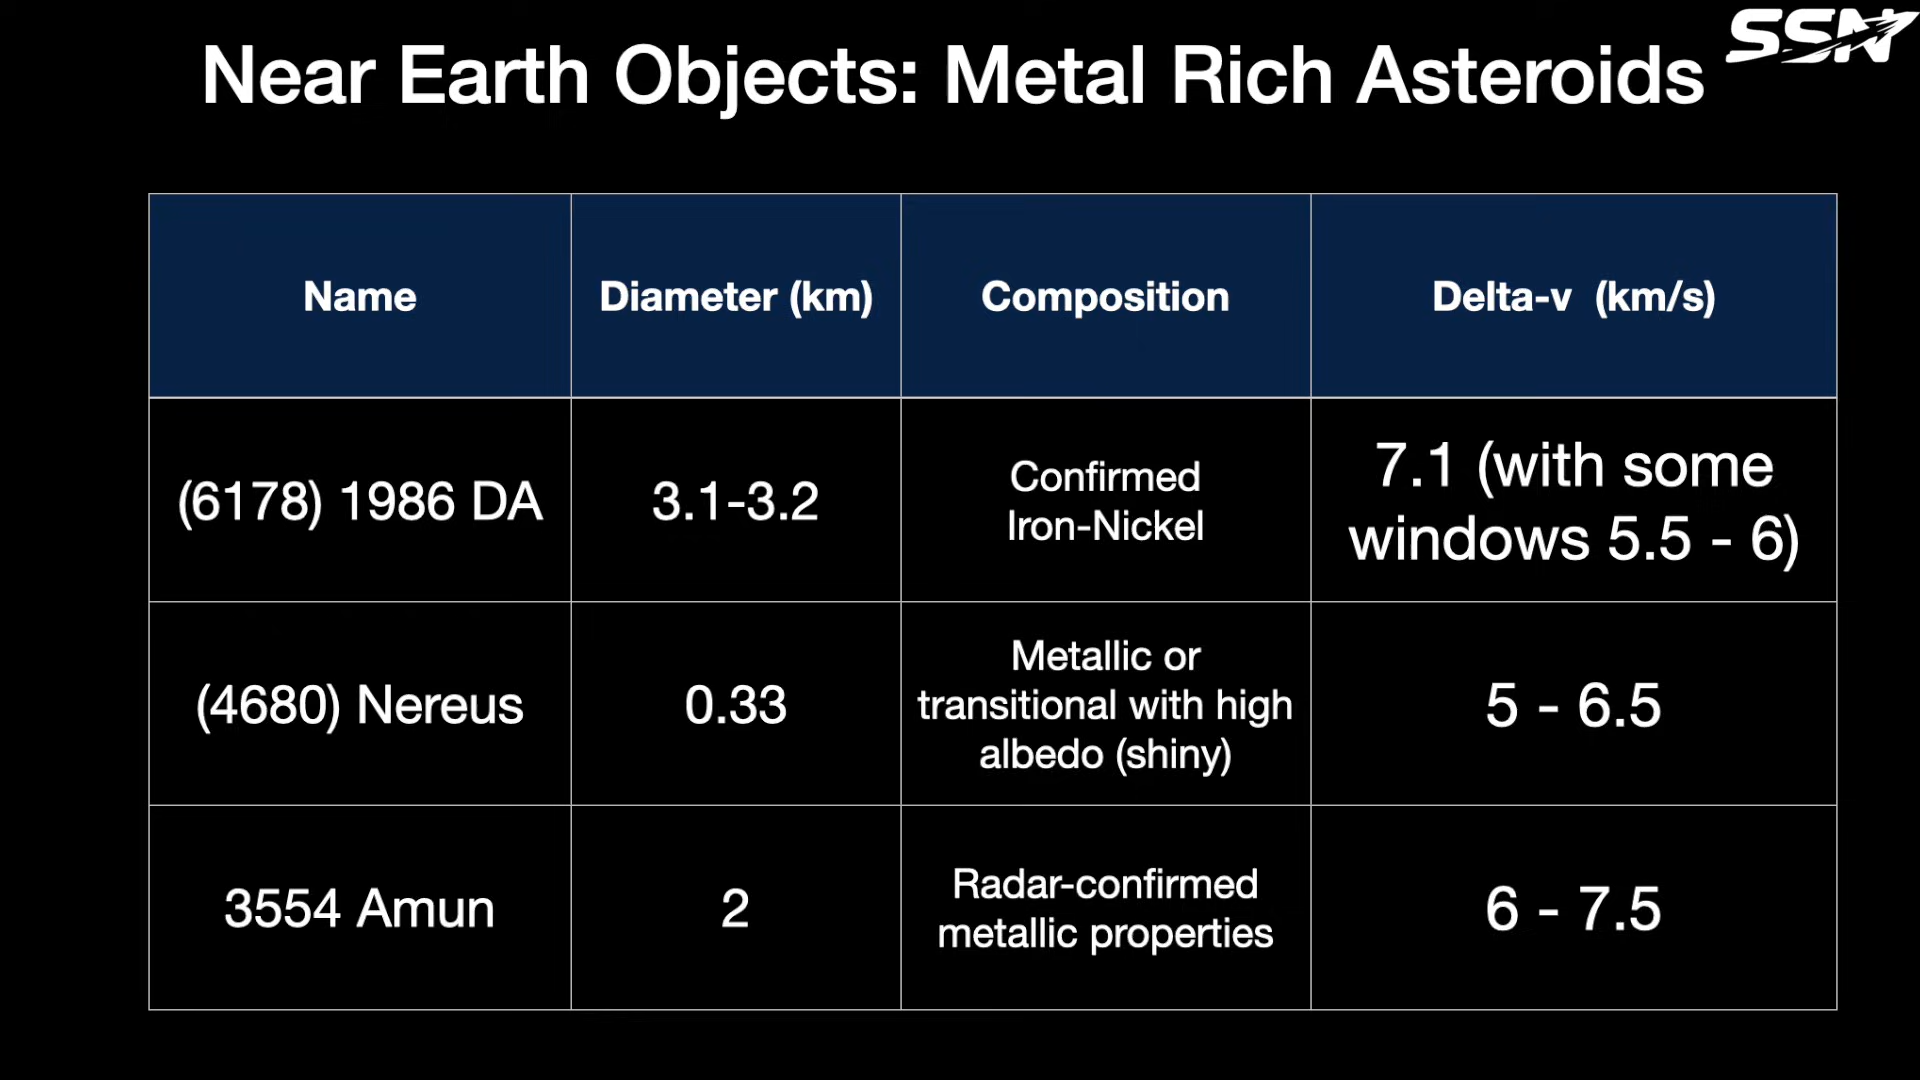 SSN
Near Earth Objects: Metal Rich Asteroids
Name
Diameter (km)
Composition
Delta-v (km/s)
(6178) 1986 DA
3.1-3.2
Confirmed
Iron-Nickel
7.1 (with some
windows 5.5 - 6)
(4680) Nereus
0.33
Metallic or
transitional with high
albedo (shiny)
5 - 6.5
3554 Amun
2
Radar-confirmed
metallic properties
6 - 7.5